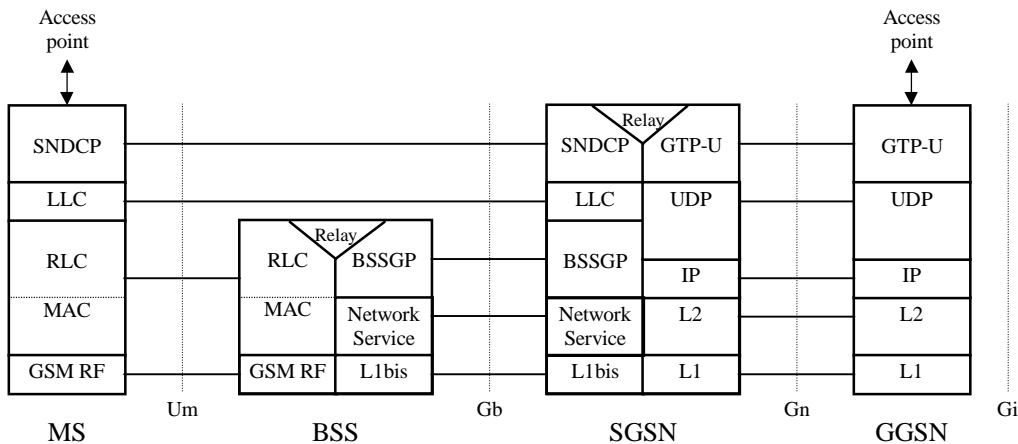 Access
point
Access
point
SNDCP
LLC
RLC
MAC
GSM RF
Relay
RLC
BSSGP
MAC
Network
Service
GSM RF
L1bis
Relay
SNDCP
GTP-U
LLC
UDP
BSSGP
IP
Network
Service
L2
L1bis
L1
GTP-U
UDP
IP
L2
L1
Um
Gb
Gn
Gi
MS
BSS
SGSN
GGSN